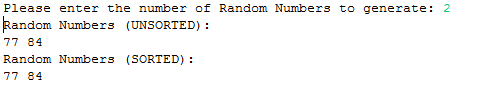 Please enter the number of Random Numbers to generate: 2
Random Numbers (UNSORTED):
77 84
Random Numbers (SORTED):
77 84